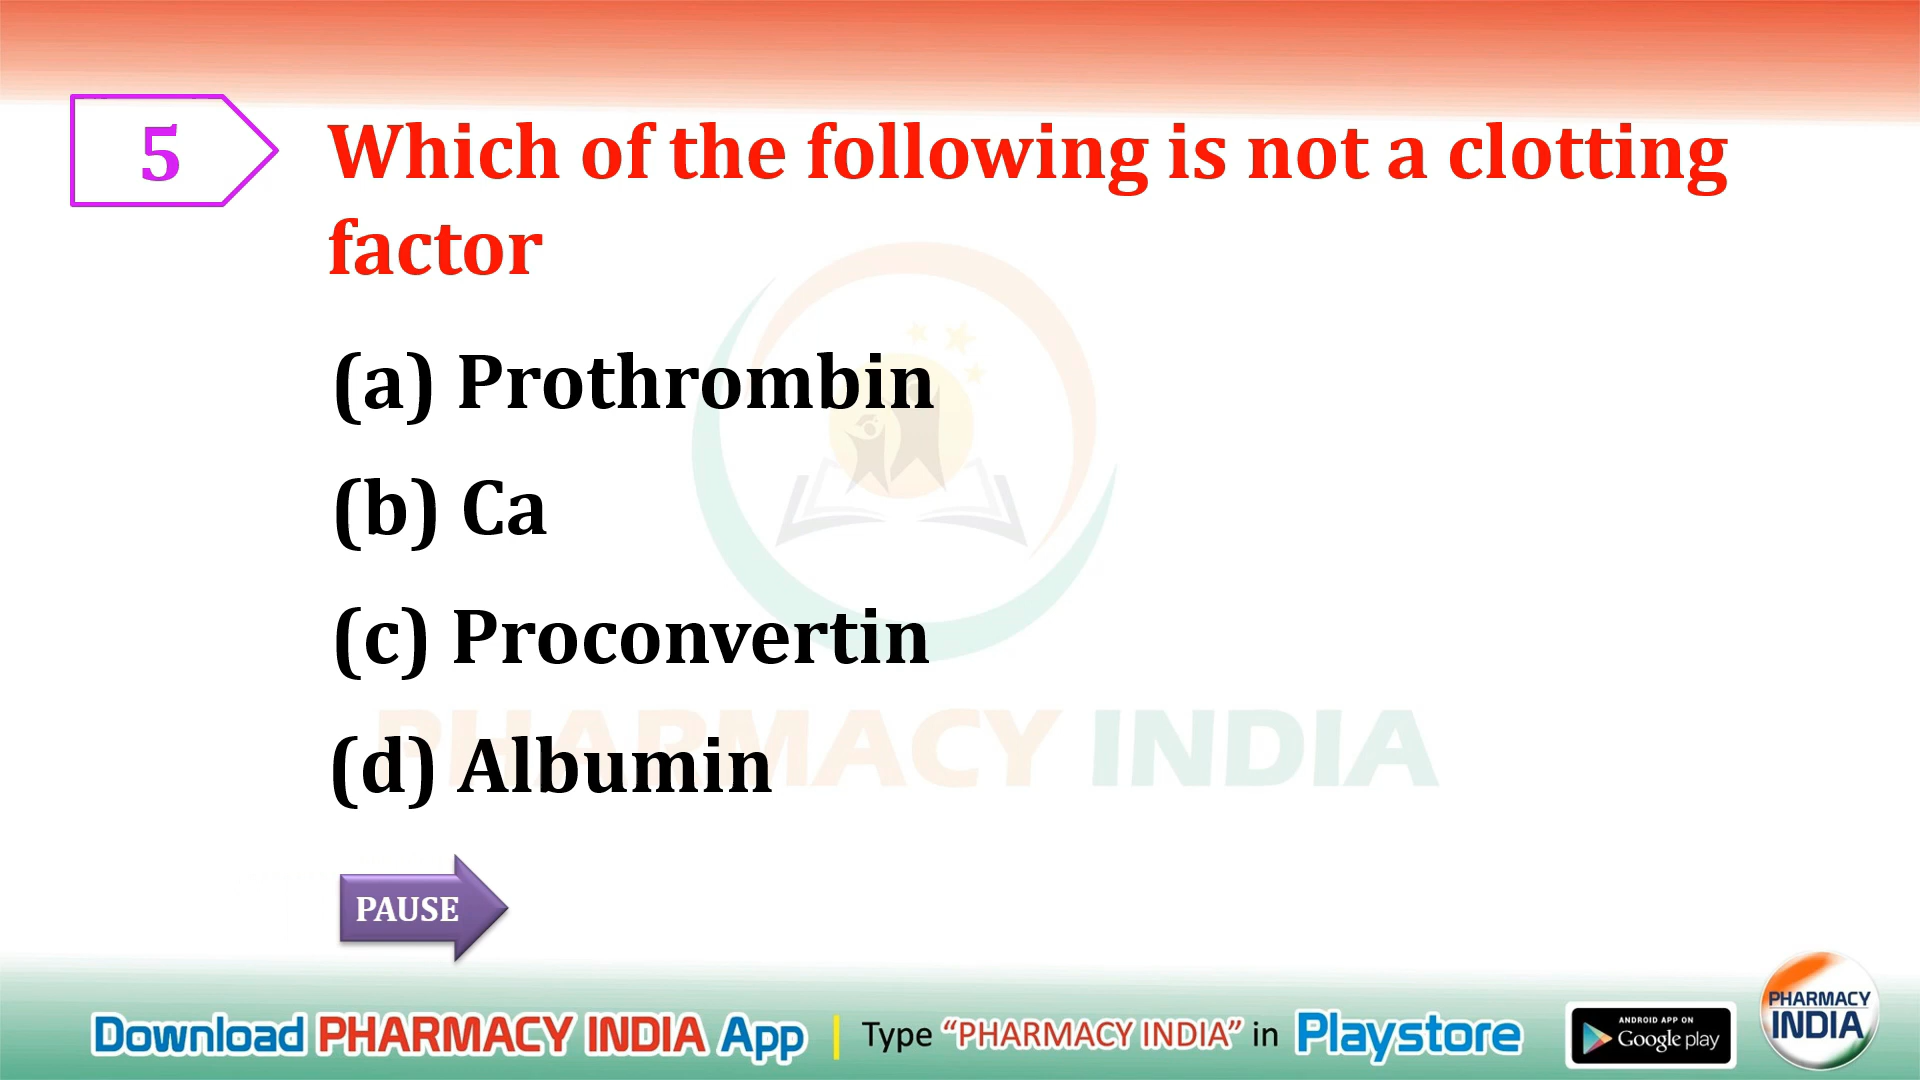 5
Which of the following is not a clotting
factor
(a) Prothrombin
(b) Ca
(c) Proconvertin
PHARMACY INDIA
(d) Albumin
PAUSE
Download PHARMACY INDIA App | Type “PHARMACY INDIA” in Playstore
ANDROID APP ON
Google play
PHARMACY
INDIA